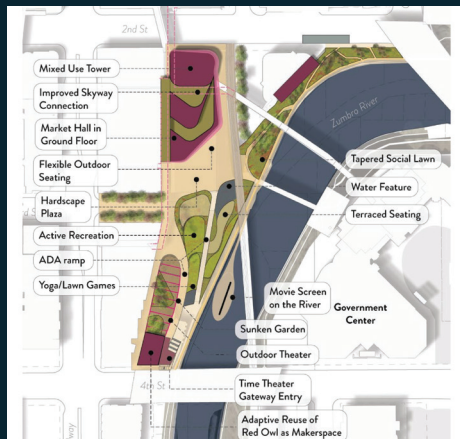 2nd St
Mixed Use Tower
Improved Skyway
Connection
Market Hall in
Ground Floor
Flexible Outdoor
Seating
Hardscape
Plaza
Active Recreation
ADA ramp
Yoga/Lawn Games
Zumbro River
Tapered Social Lawn
Water Feature
Terraced Seating
Movie Screen
on the River
Government
Center
Sunken Garden
Outdoor Theater
4th St
Time Theater
Gateway Entry
Adaptive Reuse of
Red Owl as Makerspace